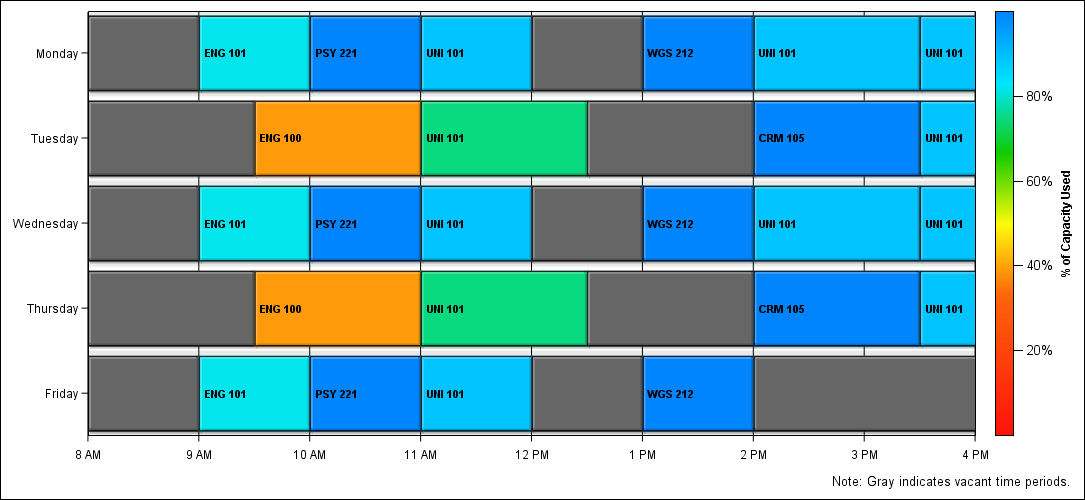 Monday ENG 101 PSY 221 UNI 101 WGS 212 UNI 101 UNI 101
Tuesday ENG 100 UNI 101 CRM 105 UNI 101
Wednesday ENG 101 PSY 221 UNI 101 WGS 212 UNI 101 UNI 101
Thursday ENG 100 UNI 101 CRM 105 UNI 101
Friday ENG 101 PSY 221 UNI 101 WGS 212
8 AM 9 AM 10 AM 11 AM 12 PM 1 PM 2 PM 3 PM 4 PM
80%
60%
40%
20%
% of Capacity Used
Note: Gray indicates vacant time periods.